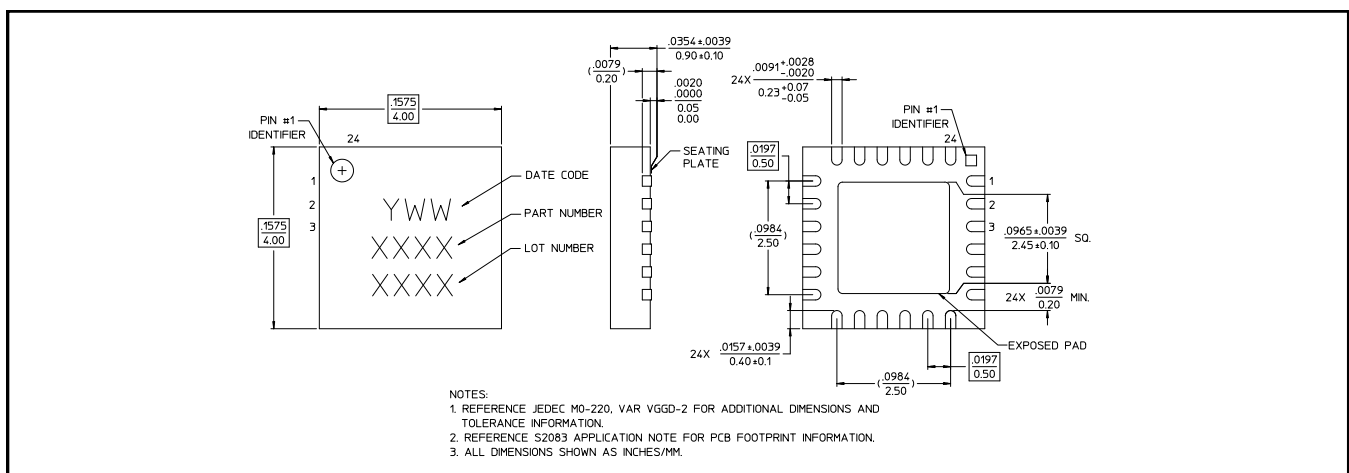 .1575
4.00
PIN #1
IDENTIFIER
24
1
2
3
.1575
4.00
YWW
XXXX
XXXX
DATE CODE
PART NUMBER
LOT NUMBER
.0354±.0039
0.90±0.10
(.0079
0.20)
.0020
.0000
0.05
0.00
SEATING
PLATE
24X .0091+.0028
-.0020
0.23+0.07
-0.05
PIN #1
IDENTIFIER
24
.0197
0.50
1
2
3
(.0984
2.50)
.0965±.0039
2.45±0.10 SQ.
24X .0079
0.20 MIN.
24X .0157±.0039
0.40±0.1
EXPOSED PAD
.0197
0.50
(.0984
2.50)
NOTES:
1. REFERENCE JEDEC MO-220, VAR VGGD-2 FOR ADDITIONAL DIMENSIONS AND
TOLERANCE INFORMATION.
2. REFERENCE S2083 APPLICATION NOTE FOR PCB FOOTPRINT INFORMATION.
3. ALL DIMENSIONS SHOWN AS INCHES/MM.